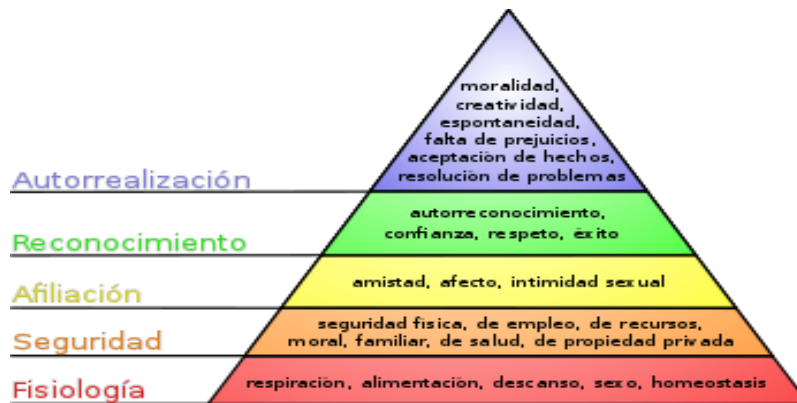 moralidad,
creatividad,
espontaneidad,
falta de prejuicios,
aceptación de hechos,
resolución de problemas
Autorrealización
autorreconocimiento,
confianza, respeto, éxito
Reconocimiento
amistad, afecto, intimidad sexual
Afiliación
seguridad física, de empleo, de recursos,
moral, familiar, de salud, de propiedad privada
Seguridad
respiración, alimentación, descanso, sexo, homeostasis
Fisiología